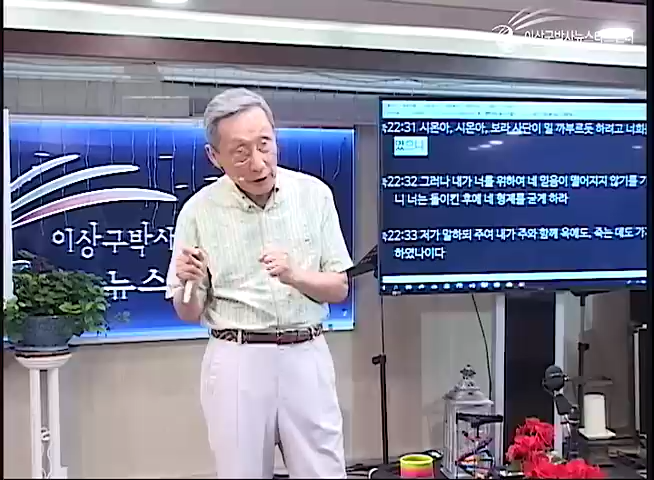 이상구박사뉴스타트센터
22:31 시몬아, 시몬아, 보라 사단이 밀 까부르듯 하려고 너희
22:32 그러나 내가 너를 위하여 네 믿음이 떨어지지 않기를 기
니 너는 돌이킨 후에 네 형제를 굳게 하라
22:33 저가 말하되 주여 내가 주와 함께 옥에도, 죽는 데도 가
하였나이다
이상구박사
뉴스